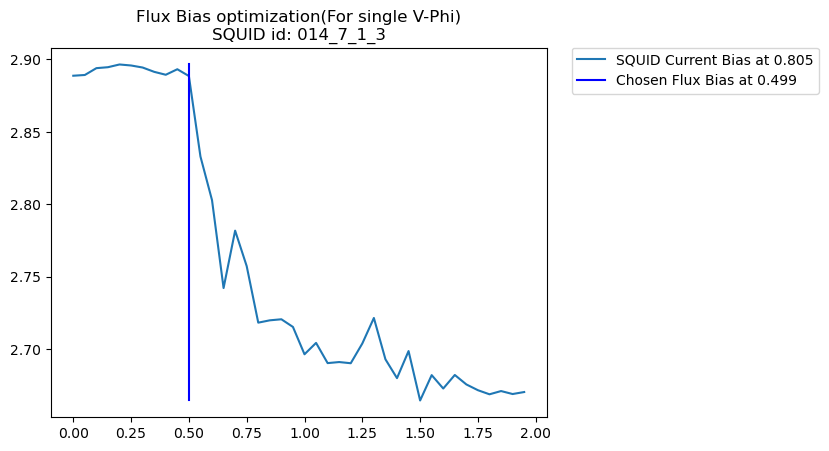 Flux Bias optimization(For single V-Phi)
SQUID id: 014_7_1_3
SQUID Current Bias at 0.805
Chosen Flux Bias at 0.499
2.90
2.85
2.80
2.75
2.70
0.00 0.25 0.50 0.75 1.00 1.25 1.50 1.75 2.00